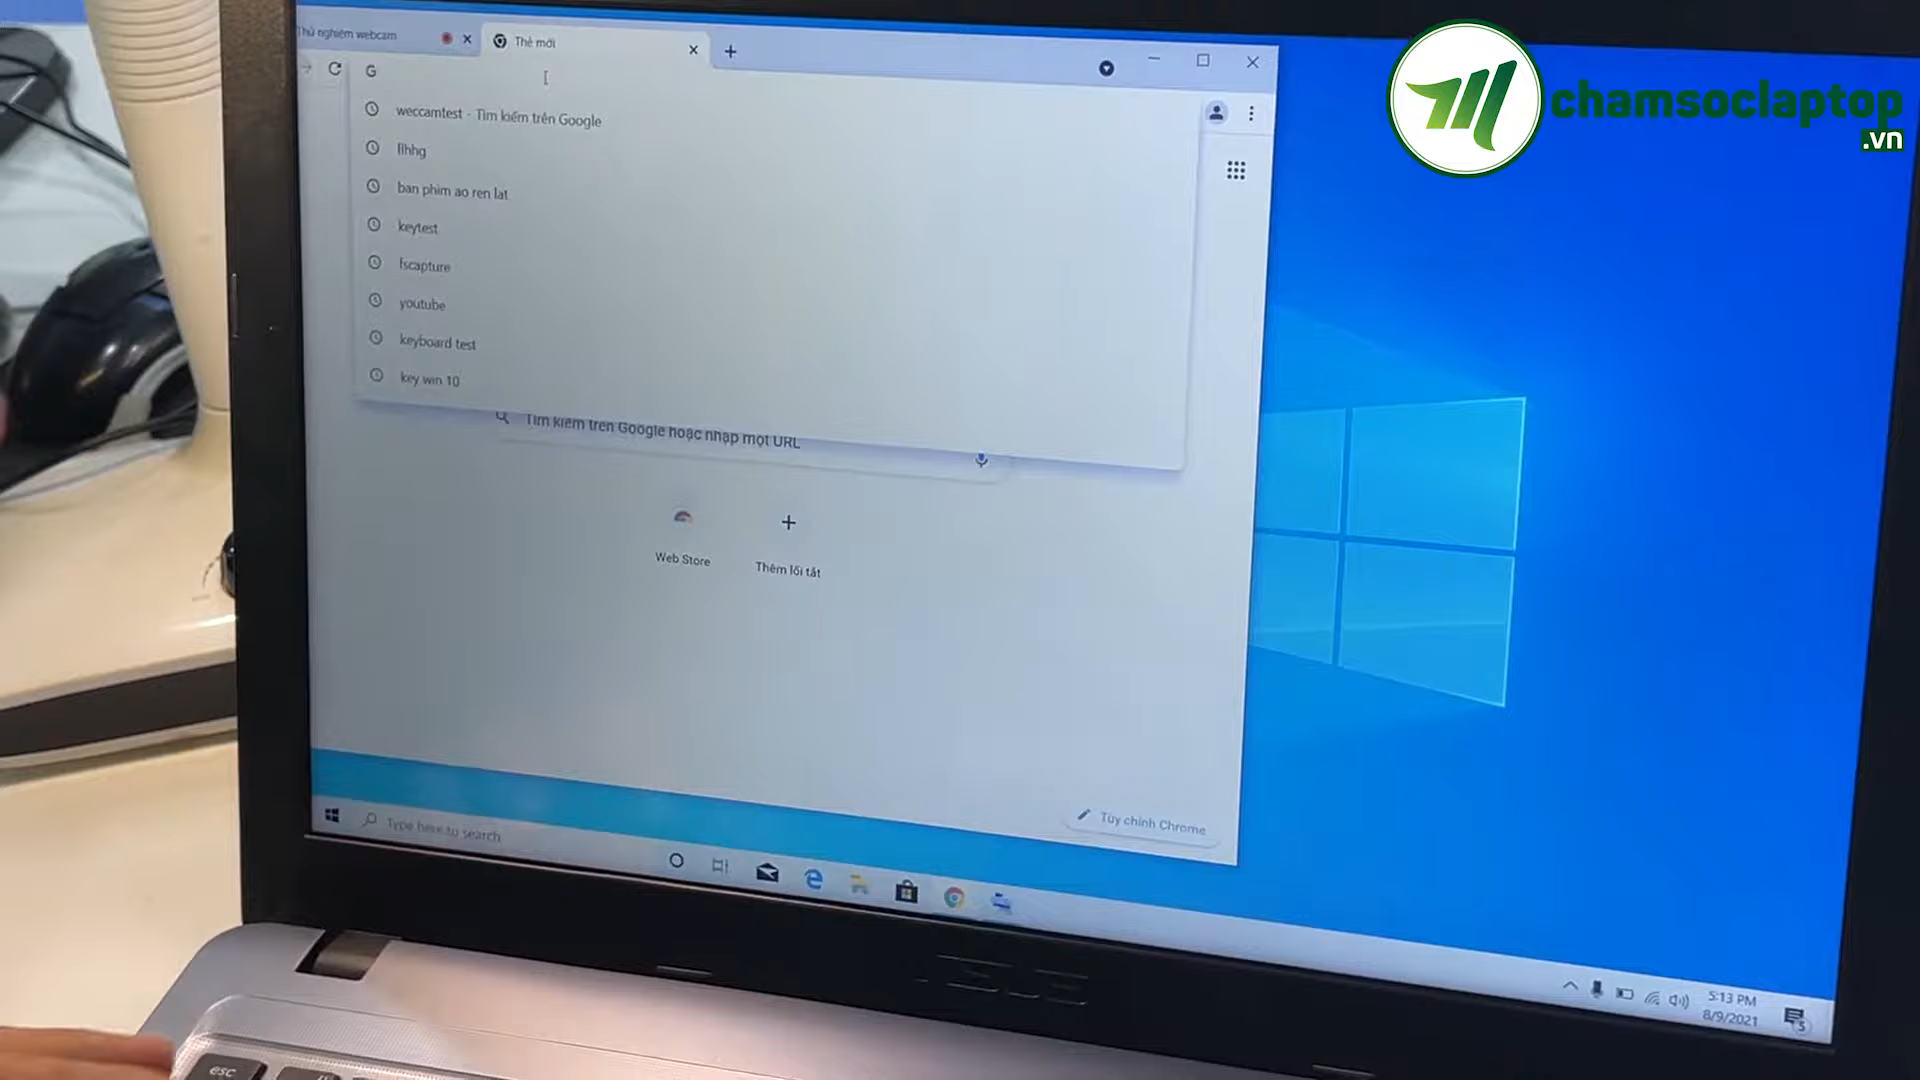 Thử nghiệm webcam
Thẻ mới
chamsoclaptop
.vn
G
weccamtest - Tìm kiếm trên Google
llhhg
ban phim ao ren lat
keytest
fscapture
youtube
keyboard test
key win 10
Tìm kiếm trên Google hoặc nhập một URL
Web Store
Thêm lối tắt
Tùy chỉnh Chrome
Type here to search
ASUS
5:13 PM
8/9/2021
5
esc